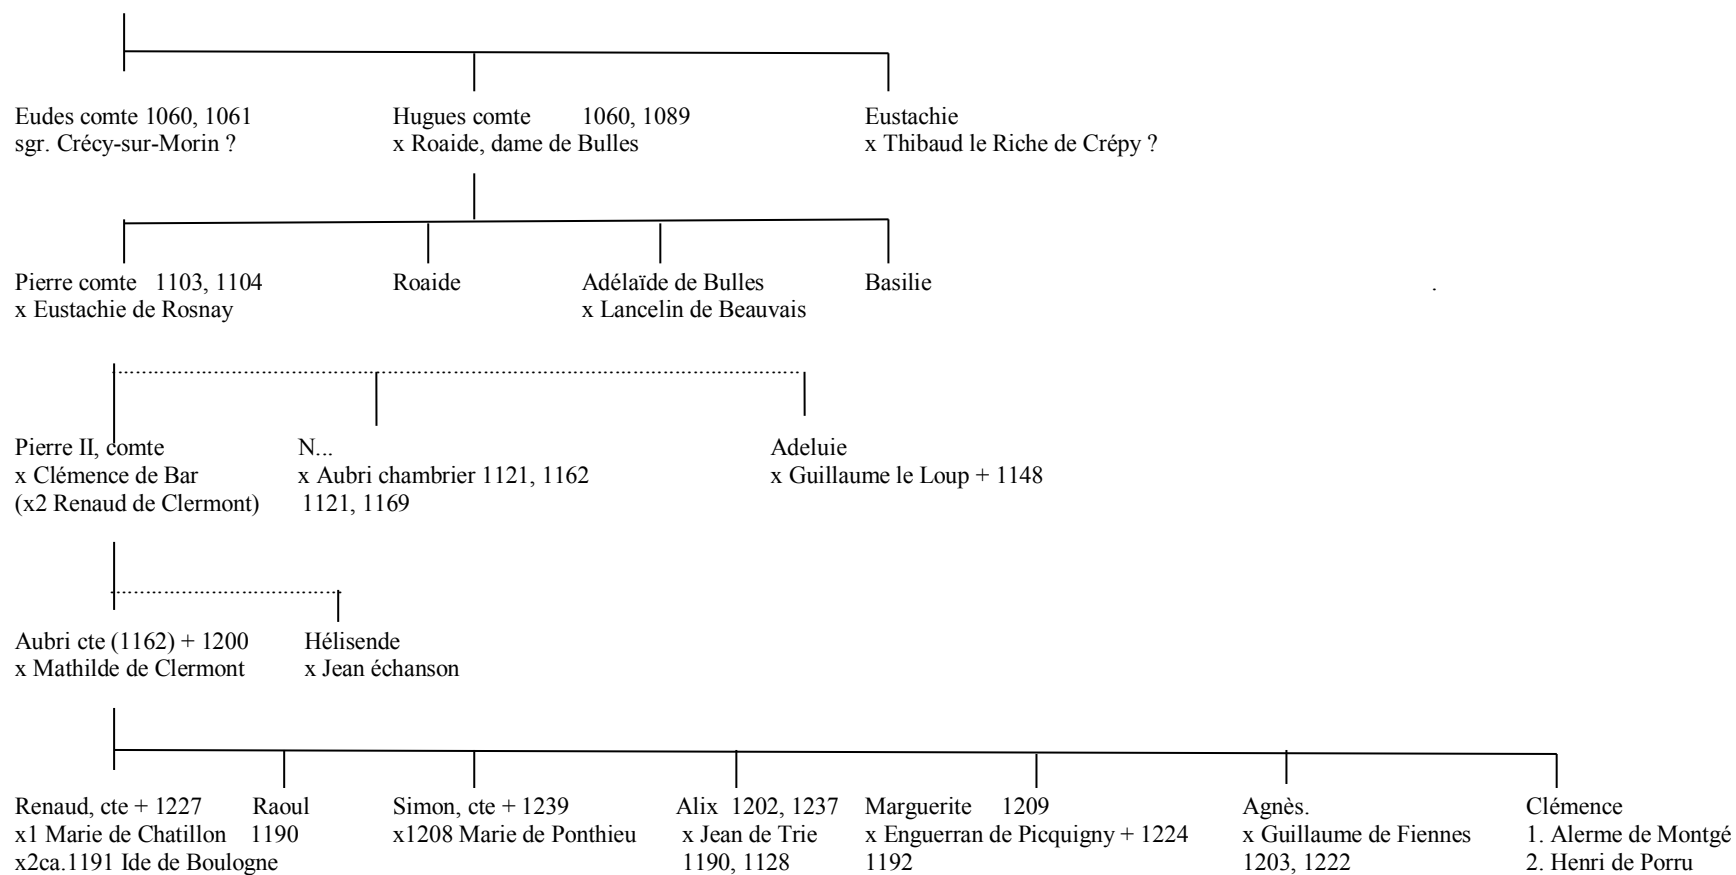 Eudes comte 1060, 1061 Hugues comte 1060, 1089 Eustachie
sgr. Crécy-sur-Morin ? x Roaide, dame de Bulles x Thibaud le Riche de Crépy ?
Pierre comte 1103, 1104 Roaide Adélaïde de Bulles Basilie .
x Eustachie de Rosnay x Lancelin de Beauvais
Pierre II, comte N... Adeluie
x Clémence de Bar x Aubri chambrier 1121, 1162 x Guillaume le Loup + 1148
(x2 Renaud de Clermont) 1121, 1169
Aubri cte (1162) + 1200 Hélisende
x Mathilde de Clermont x Jean échanson
Renaud, cte + 1227 Raoul Simon, cte + 1239 Alix 1202, 1237 Marguerite 1209 Agnès. Clémence
x1 Marie de Chatillon 1190 x1208 Marie de Ponthieu x Jean de Trie x Enguerran de Picquigny + 1224 x Guillaume de Fiennes 1. Alerme de Montgé
x2ca.1191 Ide de Boulogne 1190, 1128 1192 1203, 1222 2. Henri de Porru